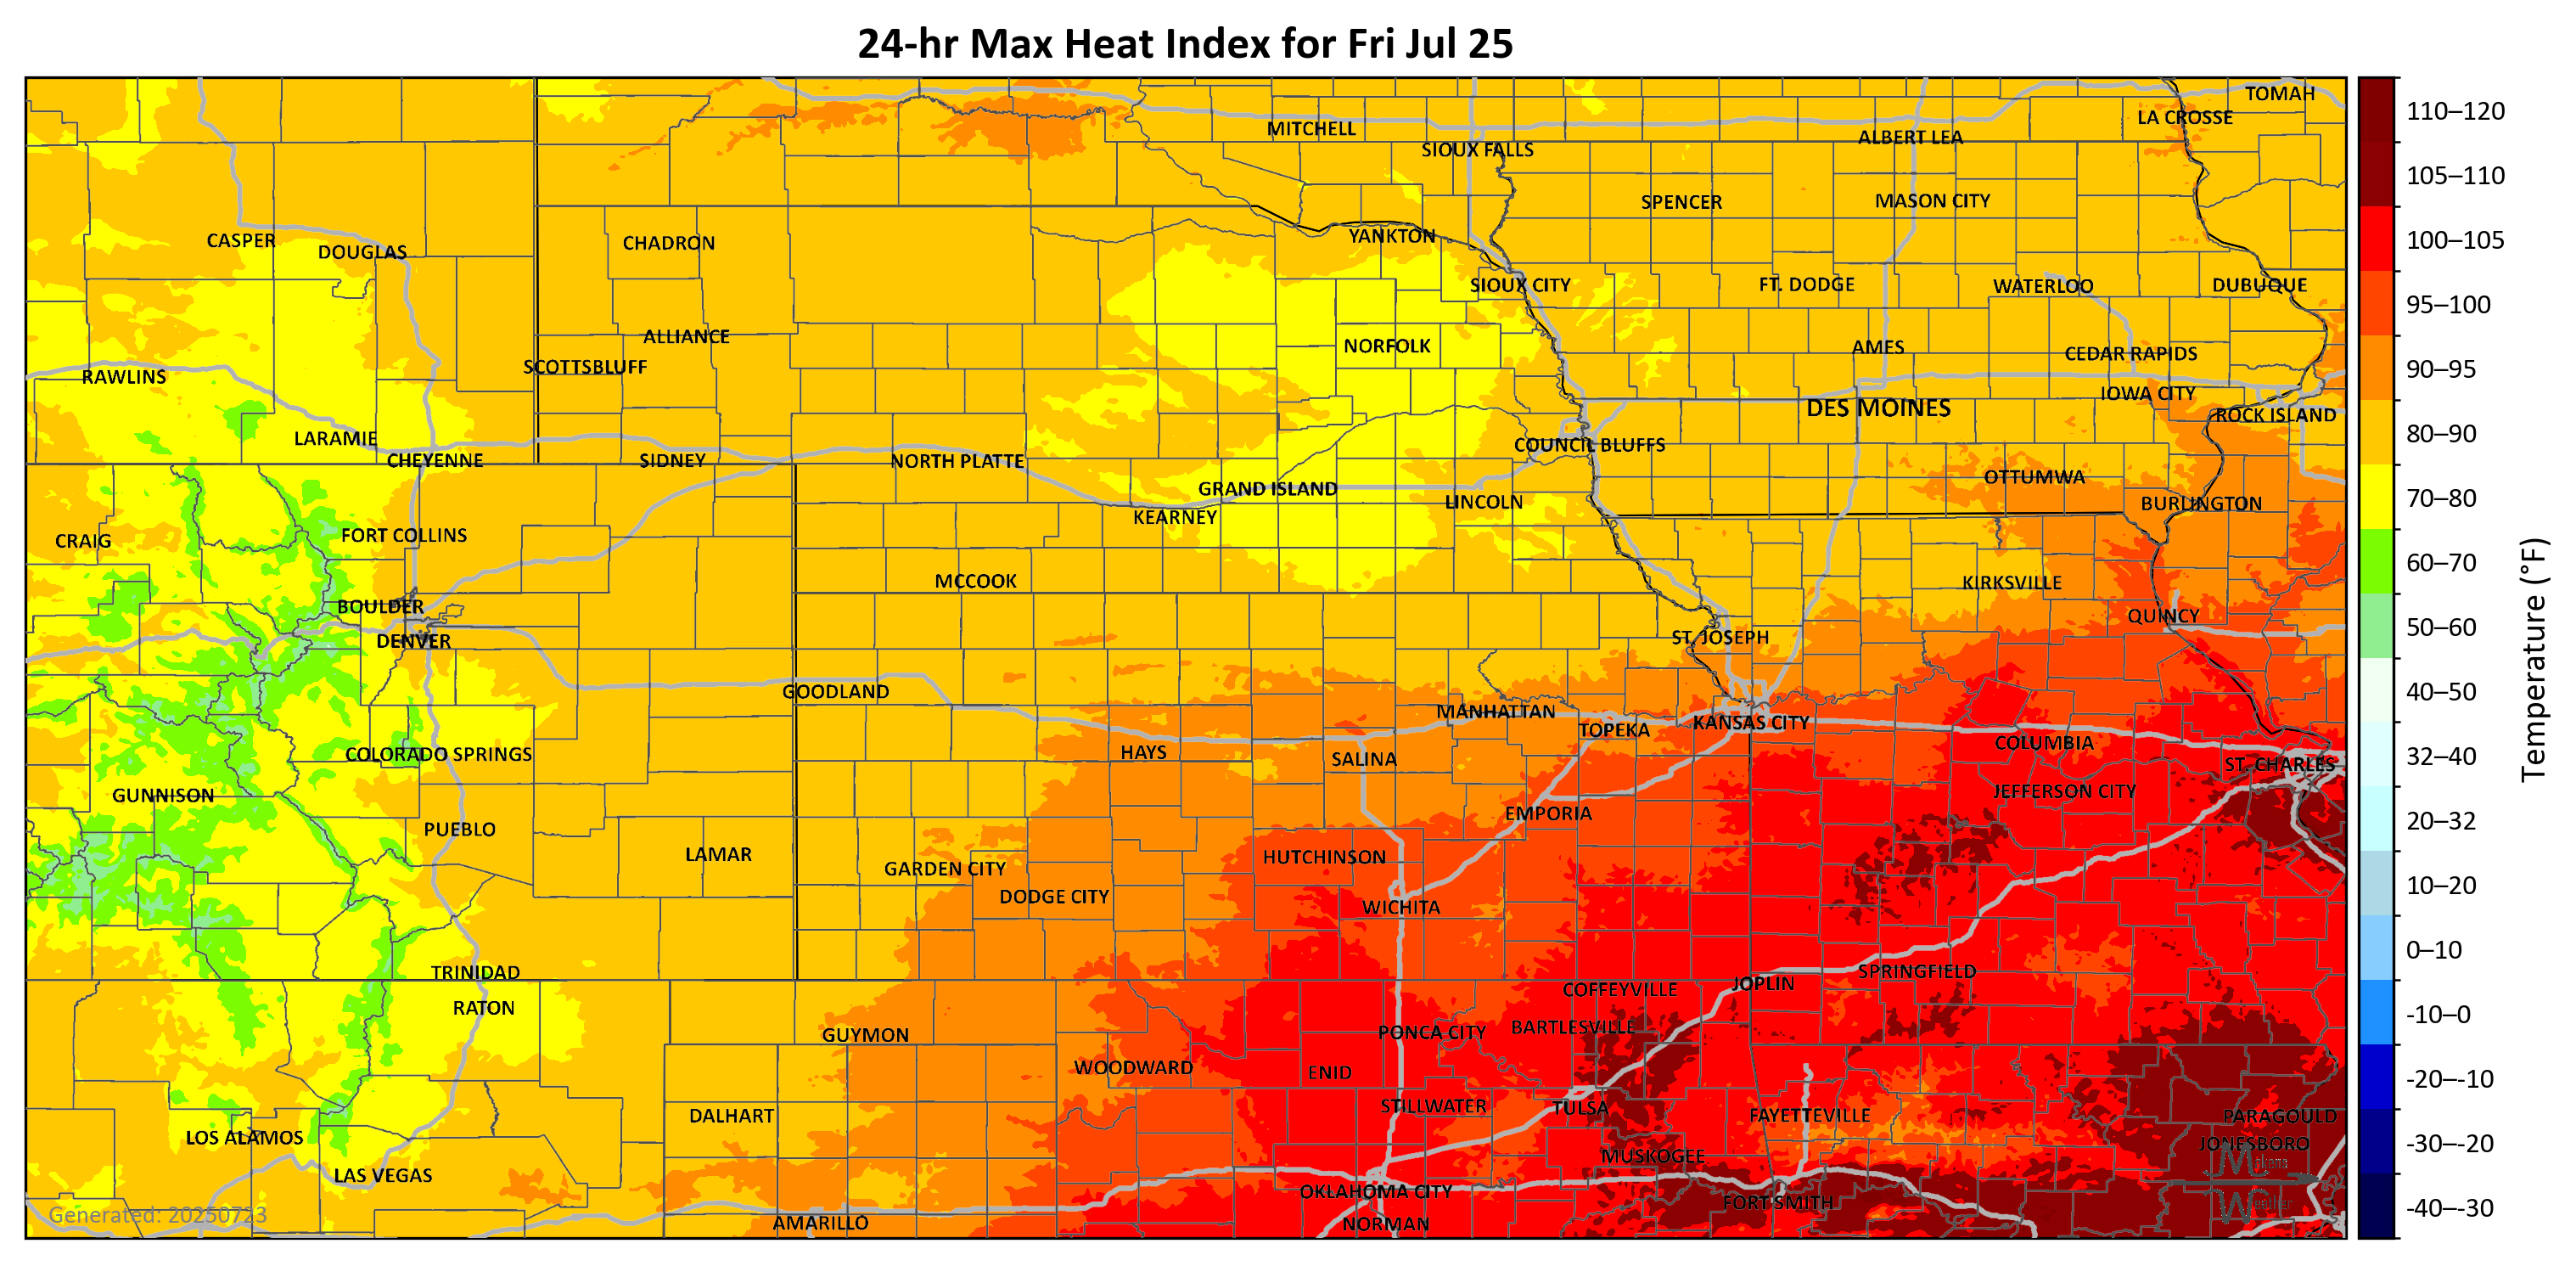 24-hr Max Heat Index for Fri Jul 25
TOMAH
LA CROSSE
MITCHELL
ALBERT LEA
SIOUX FALLS
SPENCER
MASON CITY
CASPER
DOUGLAS
CHADRON
YANKTON
SIOUX CITY
FT. DODGE
WATERLOO
DUBUQUE
ALLIANCE
NORFOLK
AMES
CEDAR RAPIDS
SCOTTSBLUFF
RAWLINS
IOWA CITY
DES MOINES
ROCK ISLAND
LARAMIE
COUNCIL BLUFFS
CHEYENNE
SIDNEY
NORTH PLATTE
OTTUMWA
GRAND ISLAND
LINCOLN
BURLINGTON
KEARNEY
FORT COLLINS
CRAIG
MCCOOK
KIRKSVILLE
BOULDER
QUINCY
DENVER
ST. JOSEPH
GOODLAND
MANHATTAN
KANSAS CITY
TOPEKA
COLUMBIA
COLORADO SPRINGS
HAYS
SALINA
ST. CHARLES
GUNNISON
JEFFERSON CITY
EMPORIA
PUEBLO
LAMAR
HUTCHINSON
GARDEN CITY
DODGE CITY
WICHITA
TRINIDAD
SPRINGFIELD
JOPLIN
COFFEYVILLE
RATON
GUYMON
PONCA CITY
BARTLESVILLE
WOODWARD
ENID
STILLWATER
TULSA
DALHART
FAYETTEVILLE
PARAGOULD
LOS ALAMOS
JONESBORO
MUSKOGEE
LAS VEGAS
OKLAHOMA CITY
FORT SMITH
AMARILLO
NORMAN
Generated: 20250723
Mikens
Weather
110–120
105–110
100–105
95–100
90–95
80–90
70–80
60–70
50–60
40–50
32–40
20–32
10–20
0–10
-10–0
-20–-10
-30–-20
-40–-30
Temperature (°F)